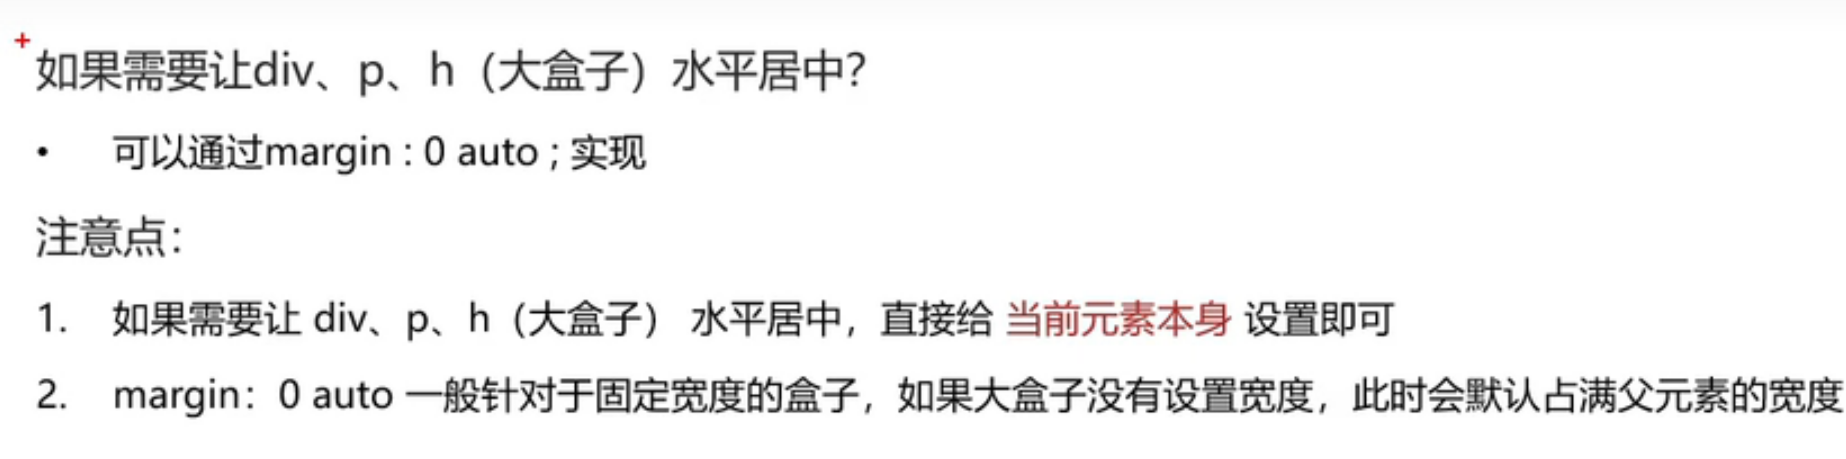 如果需要让div、p、h（大盒子）水平居中？
• 可以通过margin : 0 auto ; 实现
注意点：
1. 如果需要让 div、p、h（大盒子） 水平居中，直接给 当前元素本身 设置即可
2. margin：0 auto 一般针对于固定宽度的盒子，如果大盒子没有设置宽度，此时会默认占满父元素的宽度